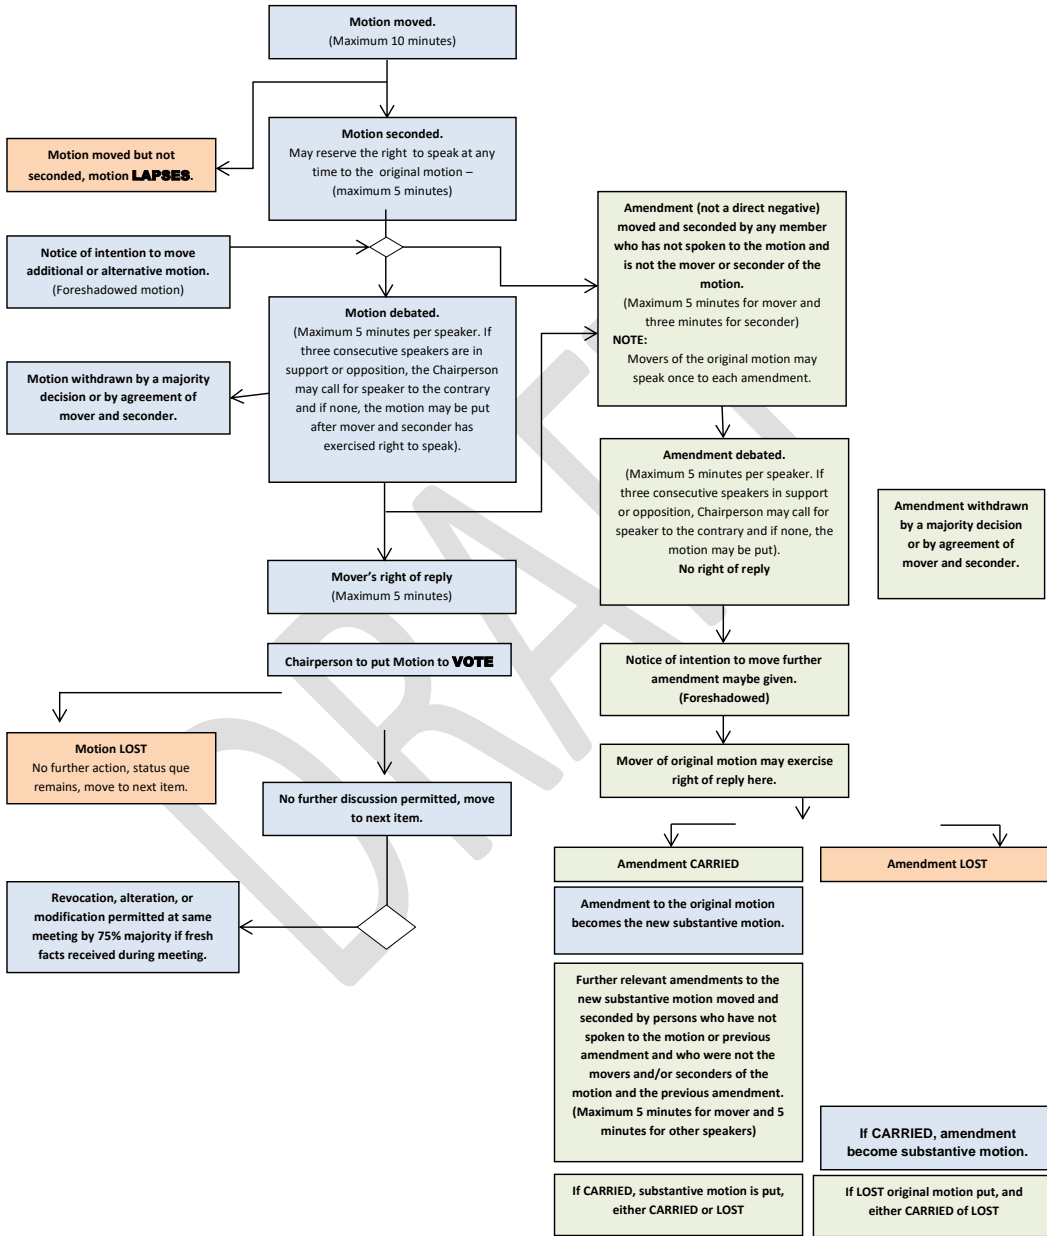 Motion moved.
(Maximum 10 minutes)
Motion seconded.
May reserve the right to speak at any
time to the original motion –
(maximum 5 minutes)
Motion moved but not
seconded, motion LAPSES.
Notice of intention to move
additional or alternative motion.
(Foreshadowed motion)
Amendment (not a direct negative)
moved and seconded by any member
who has not spoken to the motion and
is not the mover or seconder of the
motion.
(Maximum 5 minutes for mover and
three minutes for seconder)
NOTE:
Movers of the original motion may
speak once to each amendment.
Motion debated.
(Maximum 5 minutes per speaker. If
three consecutive speakers are in
support or opposition, the Chairperson
may call for speaker to the contrary
and if none, the motion may be put
after mover and seconder has
exercised right to speak).
Motion withdrawn by a majority
decision or by agreement of
mover and seconder.
Amendment debated.
(Maximum 5 minutes per speaker. If
three consecutive speakers in support
or opposition, Chairperson may call for
speaker to the contrary and if none, the
motion may be put).
No right of reply
Amendment withdrawn
by a majority decision
or by agreement of
mover and seconder.
Mover's right of reply
(Maximum 5 minutes)
Chairperson to put Motion to VOTE
Notice of intention to move further
amendment maybe given.
(Foreshadowed)
Motion LOST
No further action, status que
remains, move to next item.
Mover of original motion may exercise
right of reply here.
No further discussion permitted, move
to next item.
Amendment CARRIED
Amendment LOST
Revocation, alteration, or
modification permitted at same
meeting by 75% majority if fresh
facts received during meeting.
Amendment to the original motion
becomes the new substantive motion.
Further relevant amendments to the
new substantive motion moved and
seconded by persons who have not
spoken to the motion or previous
amendment and who were not the
movers and/or seconders of the
motion and the previous amendment.
(Maximum 5 minutes for mover and 5
minutes for other speakers)
If CARRIED, amendment
become substantive motion.
If CARRIED, substantive motion is put,
either CARRIED or LOST
If LOST original motion put, and
either CARRIED of LOST
DRAFT